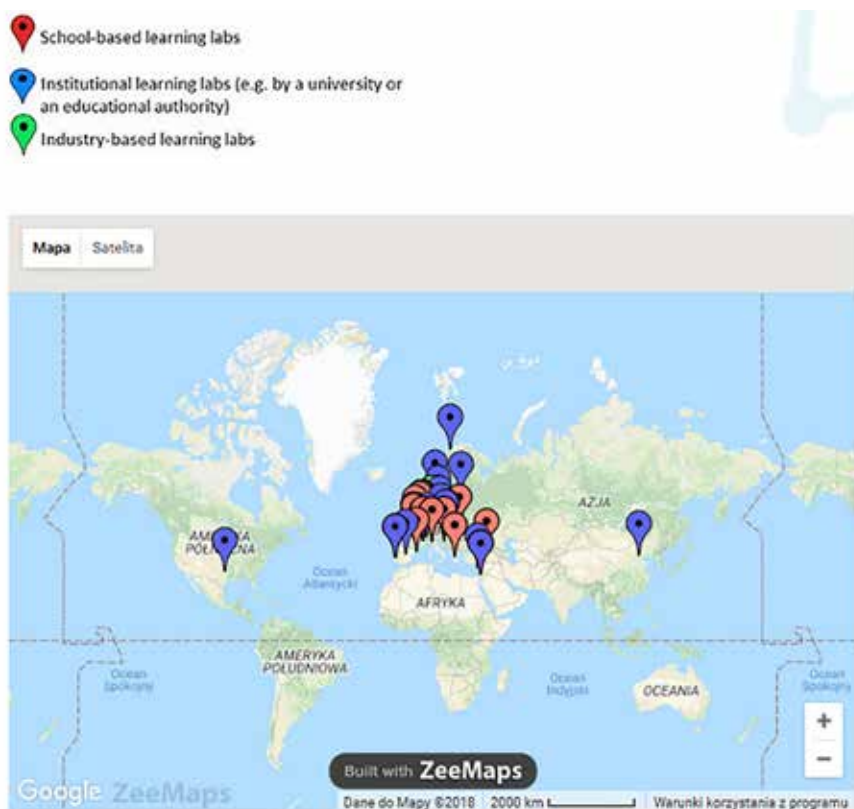 School-based learning labs
Institutional learning labs (e.g. by a university or
an educational authority)
Industry-based learning labs
Mapa Satelita
AZJA
AMERYKA
PÓŁNOCNA
Ocean
Atlantycki
AFRYKA
AMERYKA
POŁUDNIOWA
Ocean
Spokojny
Ocean
Indyjski
OCEANIA
Ocean
Spokojny
+
−
Built with ZeeMaps
Google ZeeMaps
Dane do Mapy ©2018 2000 km Warunki korzystania z programu